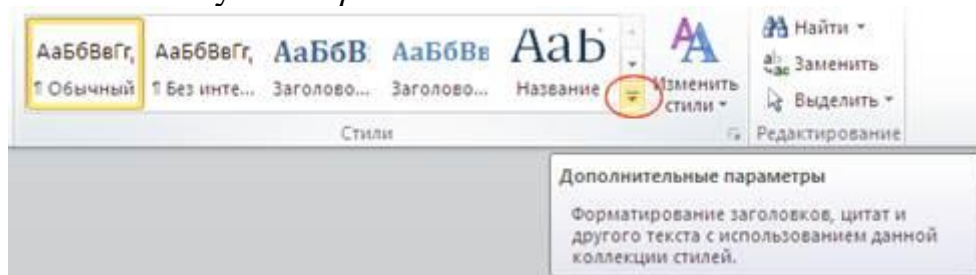 АаБбВвГг, АаБбВвГг, АаБбВ АаБбВв Aab
¶ Обычный ¶ Без инте... Заголово... Заголово... Название
Изменить стили
Найти
Заменить
Выделить
Стили
Редактирование
Дополнительные параметры
Форматирование заголовков, цитат и
другого текста с использованием данной
коллекции стилей.